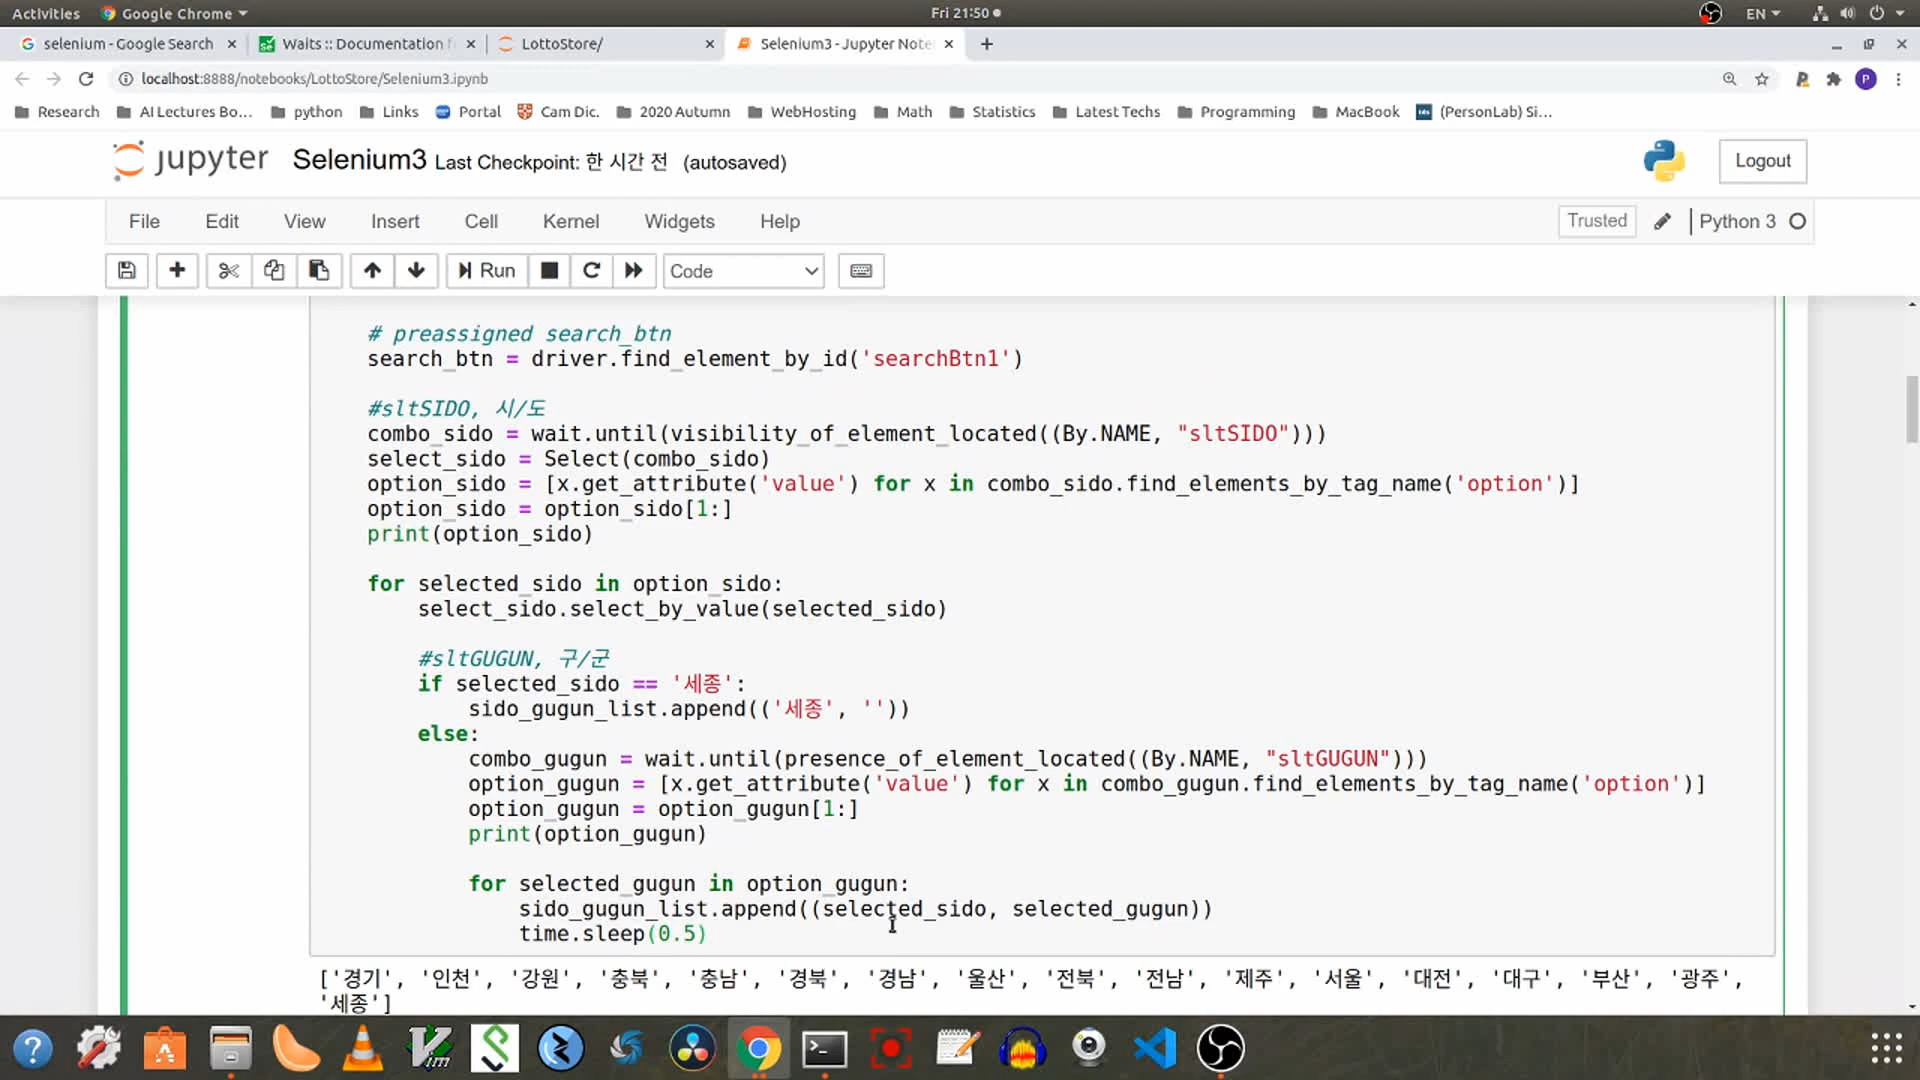 Activities
Google Chrome
Fri 21:50
EN
selenium - Google Search
Waits :: Documentation f
LottoStore/
Selenium3 - Jupyter Note
localhost:8888/notebooks/LottoStore/Selenium3.ipynb
Research
AI Lectures Bo...
python
Links
Portal
Cam Dic.
2020 Autumn
WebHosting
Math
Statistics
Latest Techs
Programming
MacBook
(PersonLab) Si...
jupyter
Selenium3 Last Checkpoint: 한 시간 전 (autosaved)
Logout
File
Edit
View
Insert
Cell
Kernel
Widgets
Help
Trusted
Python 3
Run
Code
# preassigned search_btn
search_btn = driver.find_element_by_id('searchBtn1')
#sltSIDO, 시/도
combo_sido = wait.until(visibility_of_element_located((By.NAME, "sltSIDO")))
select_sido = Select(combo_sido)
option_sido = [x.get_attribute('value') for x in combo_sido.find_elements_by_tag_name('option')]
option_sido = option_sido[1:]
print(option_sido)
for selected_sido in option_sido:
select_sido.select_by_value(selected_sido)
#sltGUGUN, 구/군
if selected_sido == '세종':
sido_gugun_list.append(('세종', ''))
else:
combo_gugun = wait.until(presence_of_element_located((By.NAME, "sltGUGUN")))
option_gugun = [x.get_attribute('value') for x in combo_gugun.find_elements_by_tag_name('option')]
option_gugun = option_gugun[1:]
print(option_gugun)
for selected_gugun in option_gugun:
sido_gugun_list.append((selected_sido, selected_gugun))
time.sleep(0.5)
['경기', '인천', '강원', '충북', '충남', '경북', '경남', '울산', '전북', '전남', '제주', '서울', '대전', '대구', '부산', '광주',
'세종']